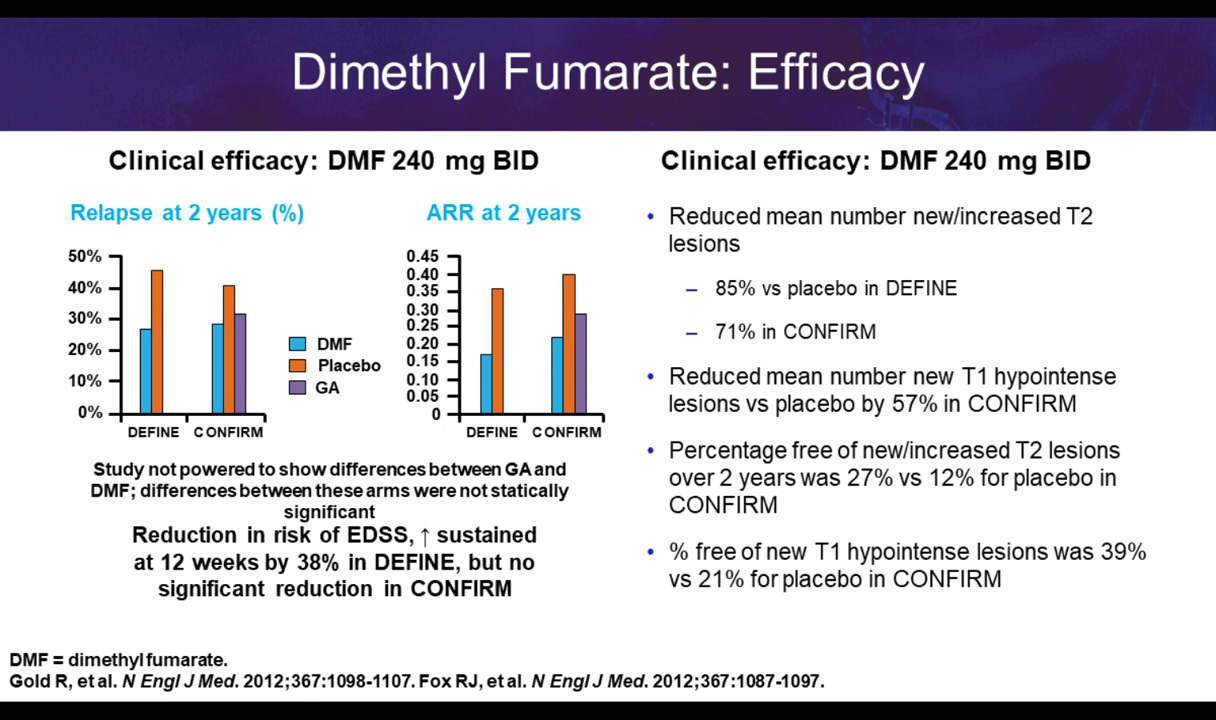 Dimethyl Fumarate: Efficacy
Clinical efficacy: DMF 240 mg BID
Relapse at 2 years (%)
50%
40%
30%
20%
10%
0%
DEFINE
CONFIRM
DMF
Placebo
GA
ARR at 2 years
0.45
0.40
0.35
0.30
0.25
0.20
0.15
0.10
0.05
0
DEFINE
CONFIRM
Study not powered to show differences between GA and
DMF; differences between these arms were not statically
significant
Reduction in risk of EDSS, ↑ sustained
at 12 weeks by 38% in DEFINE, but no
significant reduction in CONFIRM
Clinical efficacy: DMF 240 mg BID
• Reduced mean number new/increased T2
lesions
– 85% vs placebo in DEFINE
– 71% in CONFIRM
• Reduced mean number new T1 hypointense
lesions vs placebo by 57% in CONFIRM
• Percentage free of new/increased T2 lesions
over 2 years was 27% vs 12% for placebo in
CONFIRM
• % free of new T1 hypointense lesions was 39%
vs 21% for placebo in CONFIRM
DMF = dimethyl fumarate.
Gold R, et al. N Engl J Med. 2012;367:1098-1107. Fox RJ, et al. N Engl J Med. 2012;367:1087-1097.